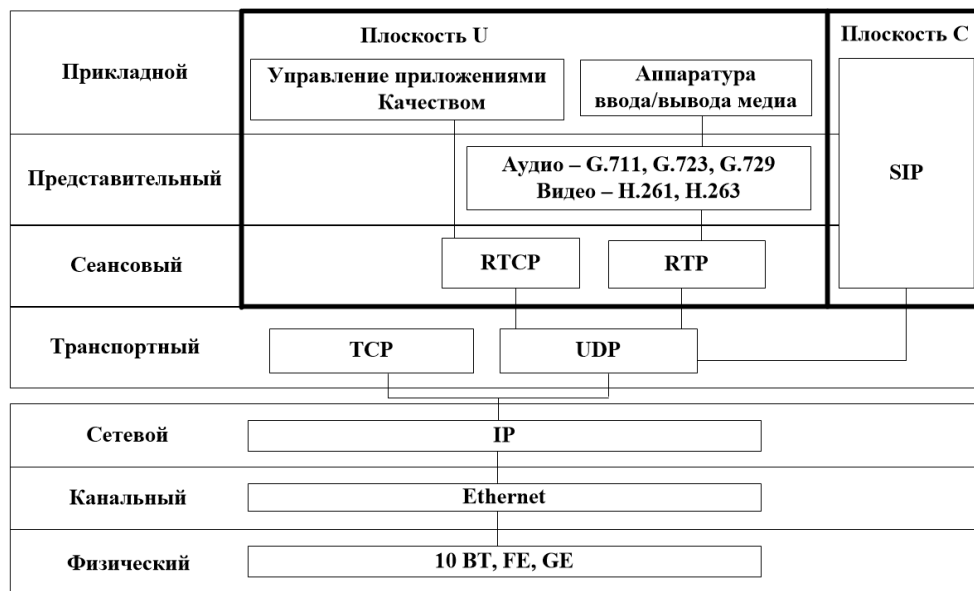 Плоскость U
Плоскость С
Прикладной
Управление приложениями
Качеством
Аппаратура
ввода/вывода медиа
Представительный
Аудио – G.711, G.723, G.729
Видео – H.261, H.263
SIP
Сеансовый
RTCP
RTP
Транспортный
TCP
UDP
Сетевой
IP
Канальный
Ethernet
Физический
10 BT, FE, GE